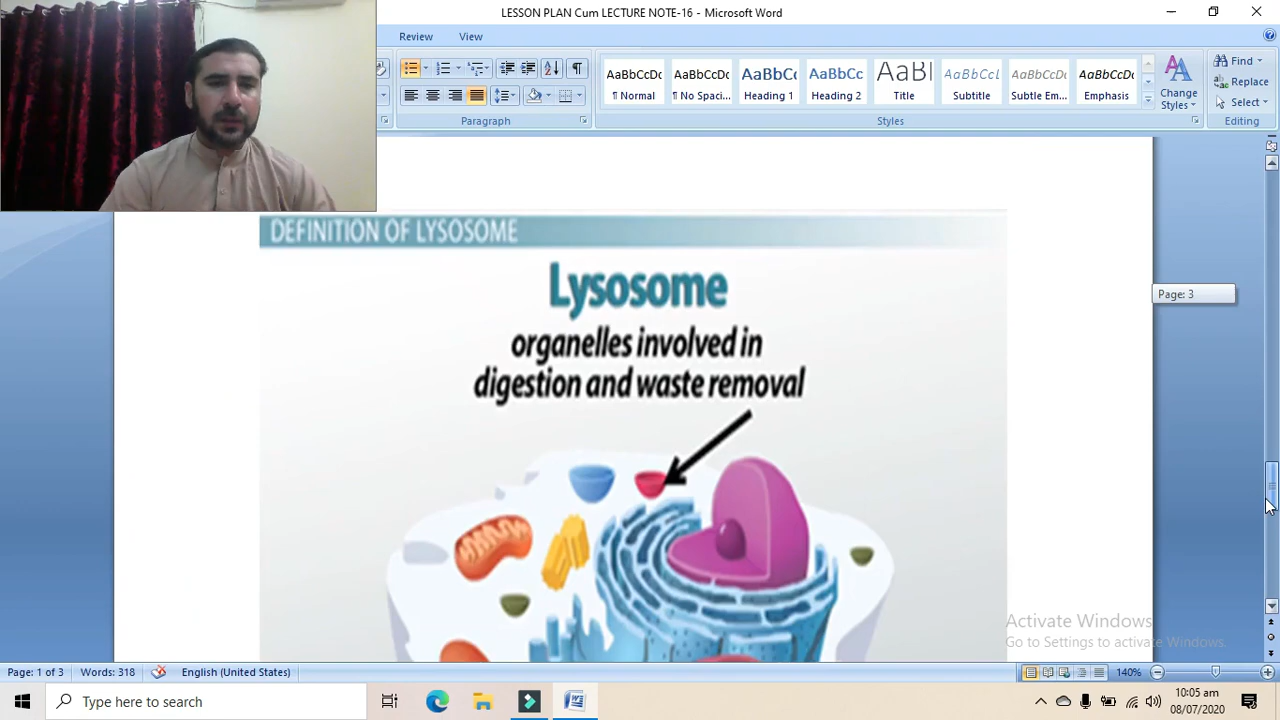 LESSON PLAN Cum LECTURE NOTE-16 - Microsoft Word
Review View
AaBbCcDc AaBbCcDc AaBbCc AaBbCc AaBl AaBbCcL AaBbCcDc AaBbCcDc
¶ Normal ¶ No Spaci... Heading 1 Heading 2 Title Subtitle Subtle Em... Emphasis
Change Styles
Find
Replace
Select
Paragraph Styles Editing
DEFINITION OF LYSOSOME
Lysosome
organelles involved in
digestion and waste removal
Page: 3
Activate Windows
Go to Settings to activate Windows.
Page: 1 of 3 Words: 318 English (United States) 140%
Type here to search
10:05 am
08/07/2020